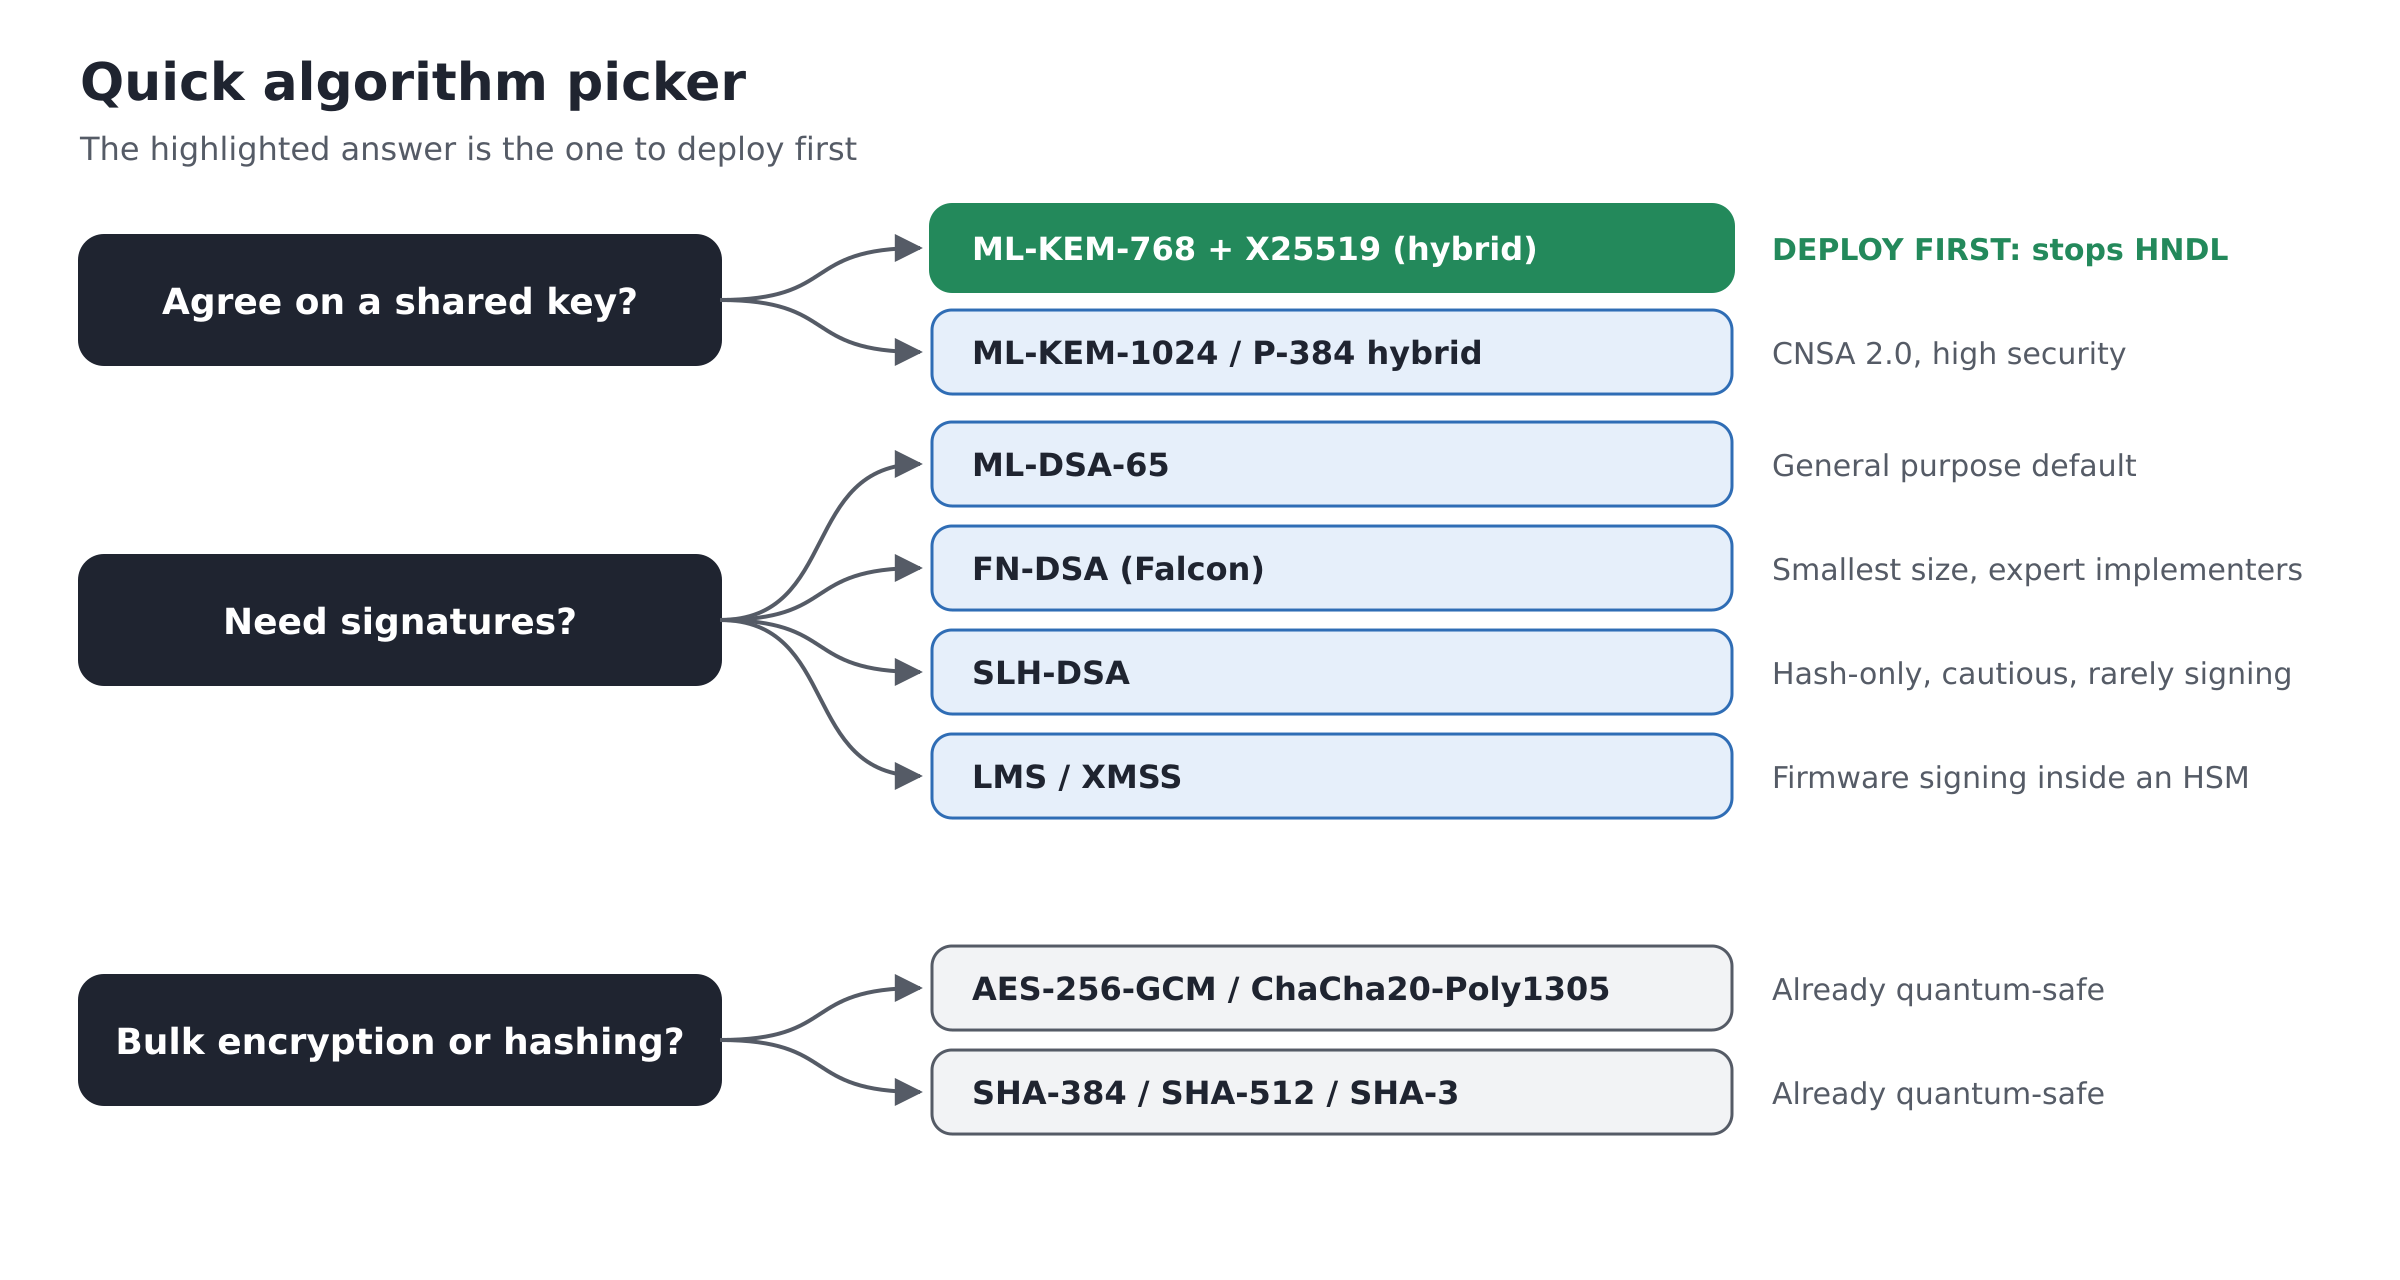 Quick algorithm picker
The highlighted answer is the one to deploy first
Agree on a shared key?
ML-KEM-768 + X25519 (hybrid)
DEPLOY FIRST: stops HNDL
ML-KEM-1024 / P-384 hybrid
CNSA 2.0, high security
Need signatures?
ML-DSA-65
General purpose default
FN-DSA (Falcon)
Smallest size, expert implementers
SLH-DSA
Hash-only, cautious, rarely signing
LMS / XMSS
Firmware signing inside an HSM
Bulk encryption or hashing?
AES-256-GCM / ChaCha20-Poly1305
Already quantum-safe
SHA-384 / SHA-512 / SHA-3
Already quantum-safe